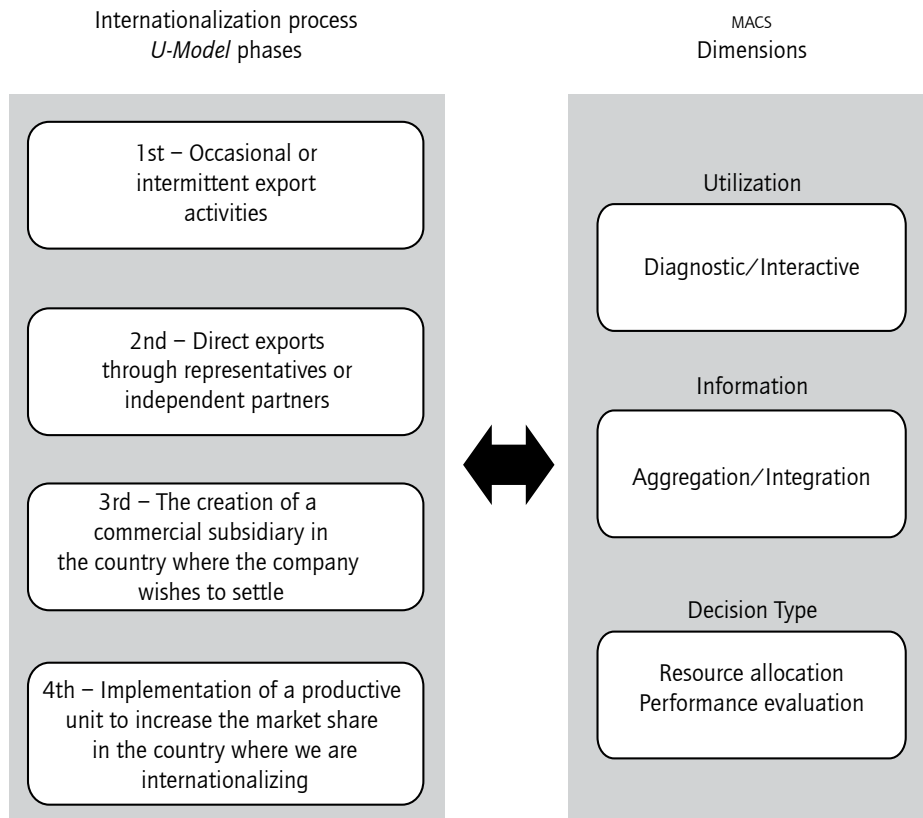 Internationalization process
U-Model phases
1st – Occasional or
intermittent export
activities
2nd – Direct exports
through representatives or
independent partners
3rd – The creation of a
commercial subsidiary in
the country where the company
wishes to settle
4th – Implementation of a productive
unit to increase the market share
in the country where we are
internationalizing
MACS
Dimensions
Utilization
Diagnostic/Interactive
Information
Aggregation/Integration
Decision Type
Resource allocation
Performance evaluation